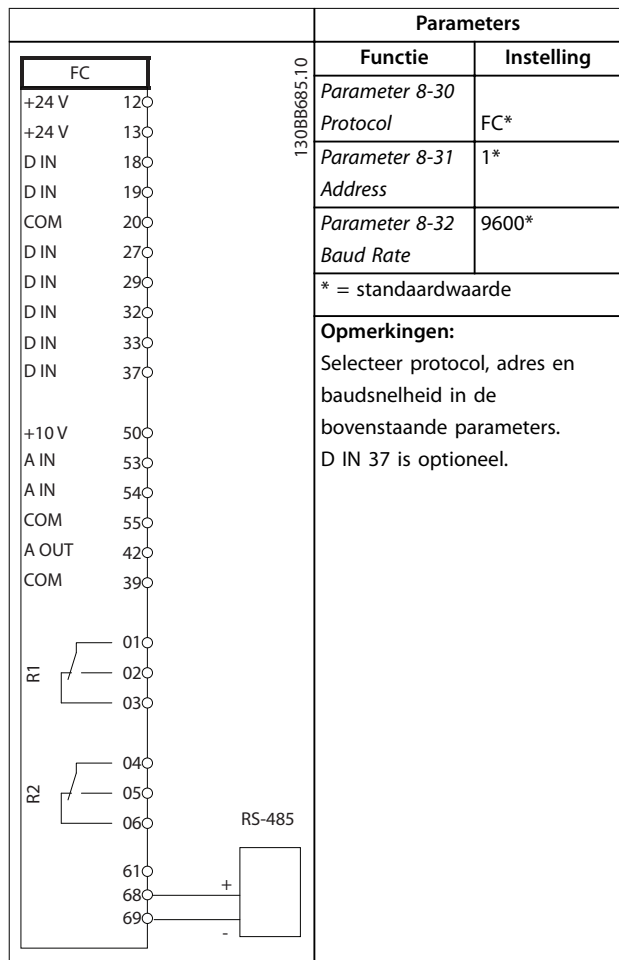 FC
+24 V 12
+24 V 13
D IN 18
D IN 19
COM 20
D IN 27
D IN 29
D IN 32
D IN 33
D IN 37
+10 V 50
A IN 53
A IN 54
COM 55
A OUT 42
COM 39
R1
01
02
03
R2
04
05
06
RS-485
61
68 +
69 -
130BB685.10
Parameters
Functie Instelling
Parameter 8-30
Protocol FC*
Parameter 8-31 1*
Address
Parameter 8-32 9600*
Baud Rate
* = standaardwaarde
Opmerkingen:
Selecteer protocol, adres en
baudsnelheid in de
bovenstaande parameters.
D IN 37 is optioneel.